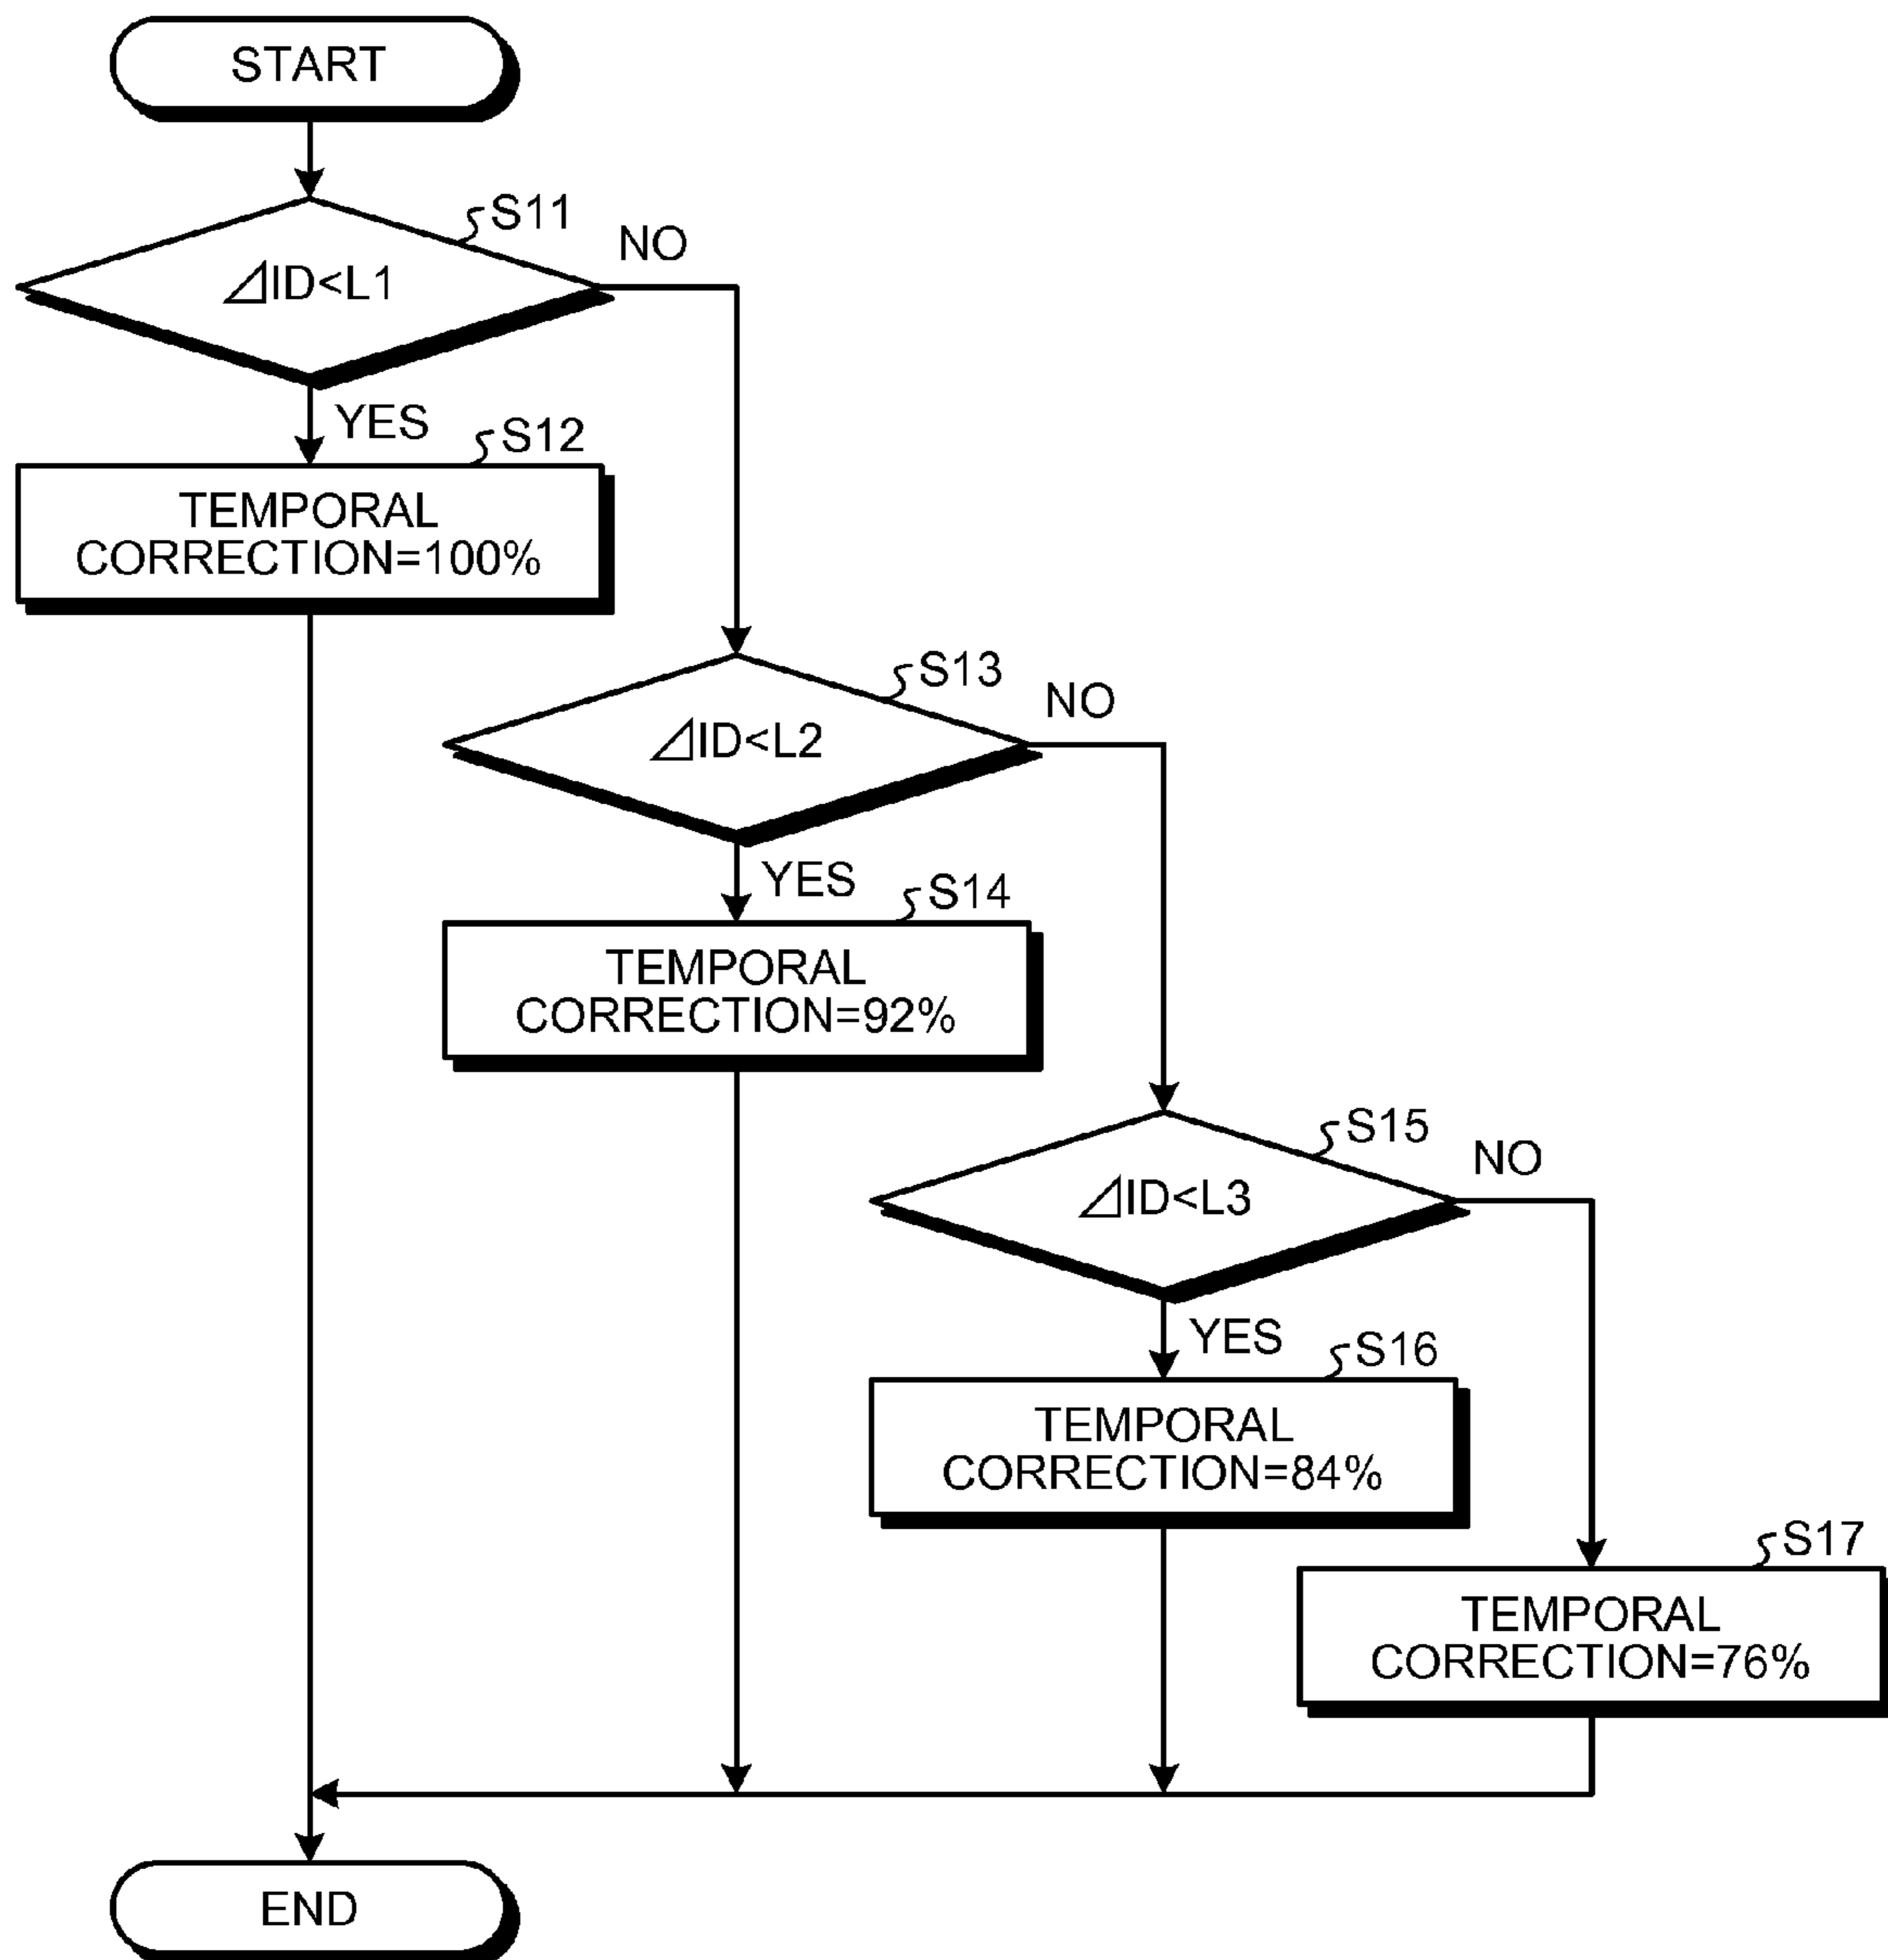 START
S11
NO
⊿ID<L1
YES
S12
TEMPORAL
CORRECTION=100%
S13
NO
⊿ID<L2
YES
S14
TEMPORAL
CORRECTION=92%
S15
NO
⊿ID<L3
YES
S16
TEMPORAL
CORRECTION=84%
S17
TEMPORAL
CORRECTION=76%
END